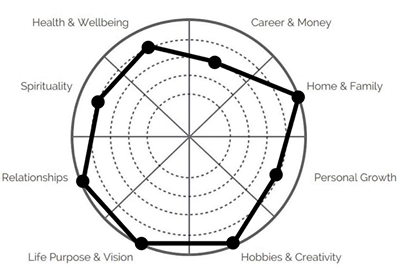 Health & Wellbeing
Career & Money
Spirituality
Home & Family
Relationships
Personal Growth
Life Purpose & Vision
Hobbies & Creativity